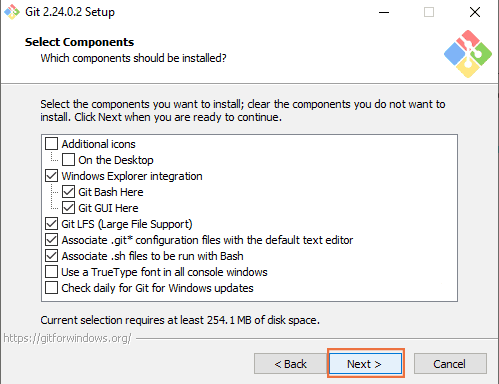 Git 2.24.0.2 Setup
Select Components
Which components should be installed?
Select the components you want to install; clear the components you do not want to
install. Click Next when you are ready to continue.
Additional icons
On the Desktop
Windows Explorer integration
Git Bash Here
Git GUI Here
Git LFS (Large File Support)
Associate .git* configuration files with the default text editor
Associate .sh files to be run with Bash
Use a TrueType font in all console windows
Check daily for Git for Windows updates
Current selection requires at least 254.1 MB of disk space.
https://gitforwindows.org/
< Back
Next >
Cancel